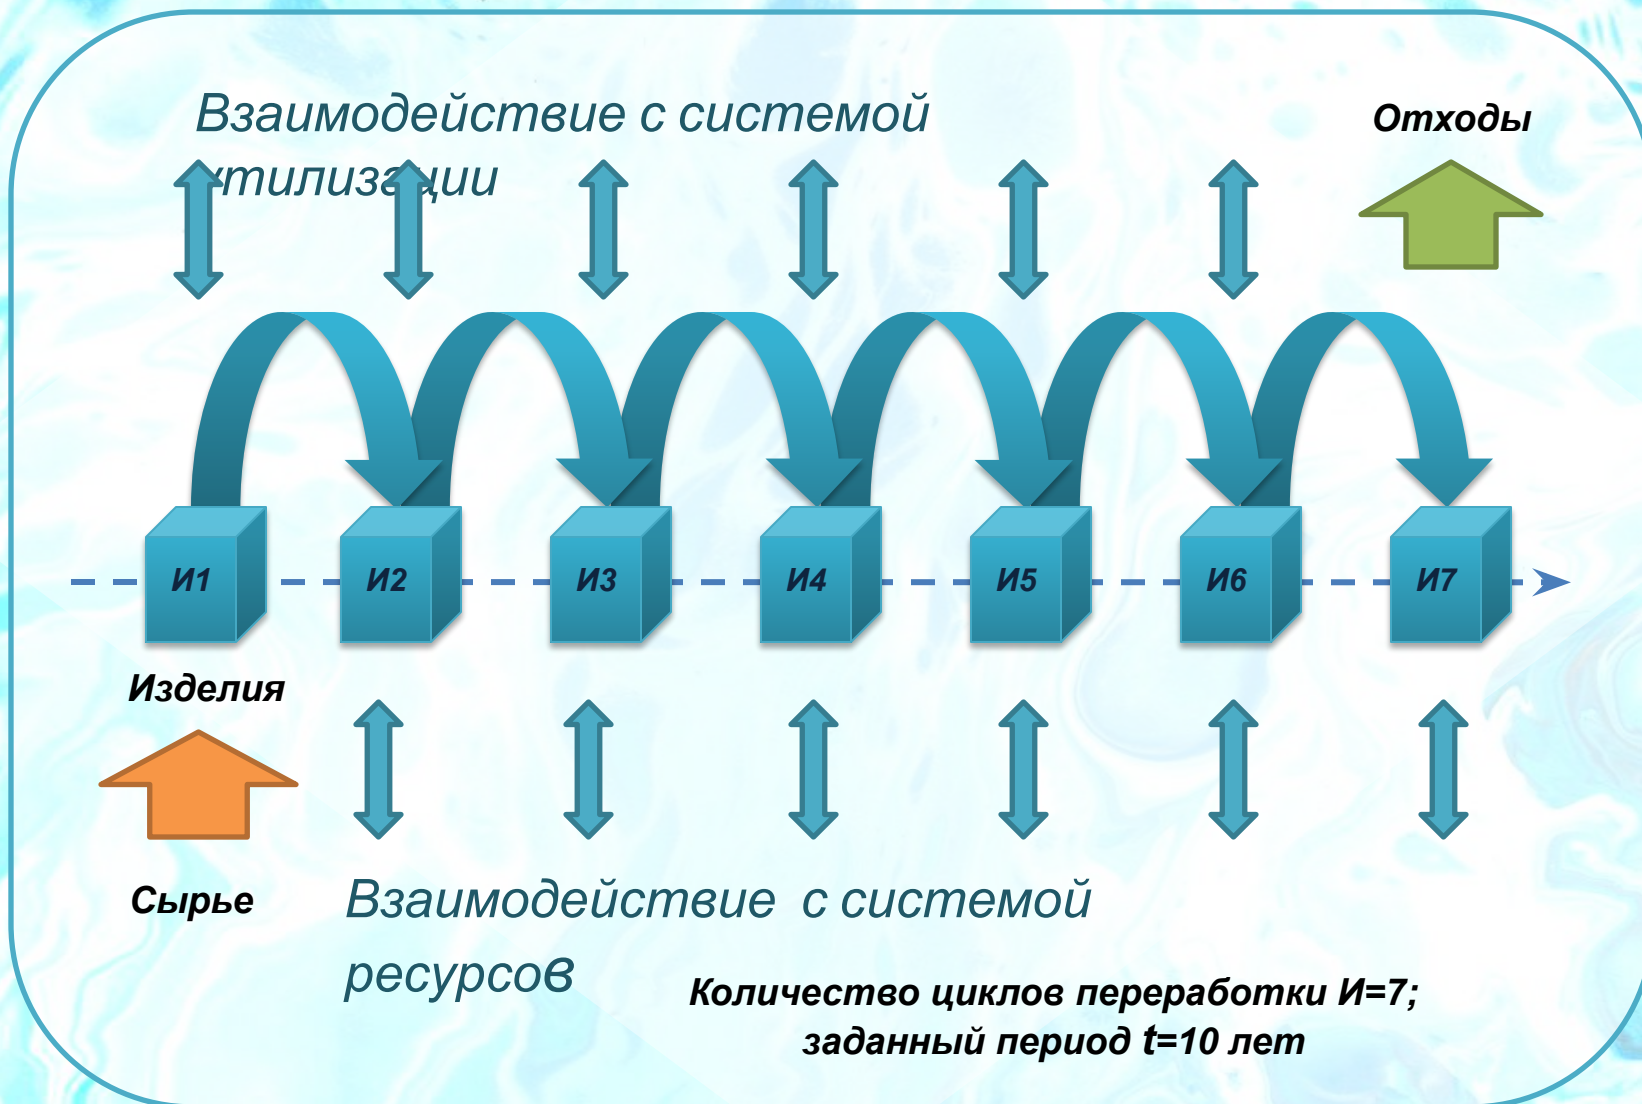 Взаимодействие с системой
утилизации
Отходы
И1
И2
И3
И4
И5
И6
И7
Изделия
Сырье
Взаимодействие с системой
ресурсов
Количество циклов переработки И=7;
заданный период t=10 лет